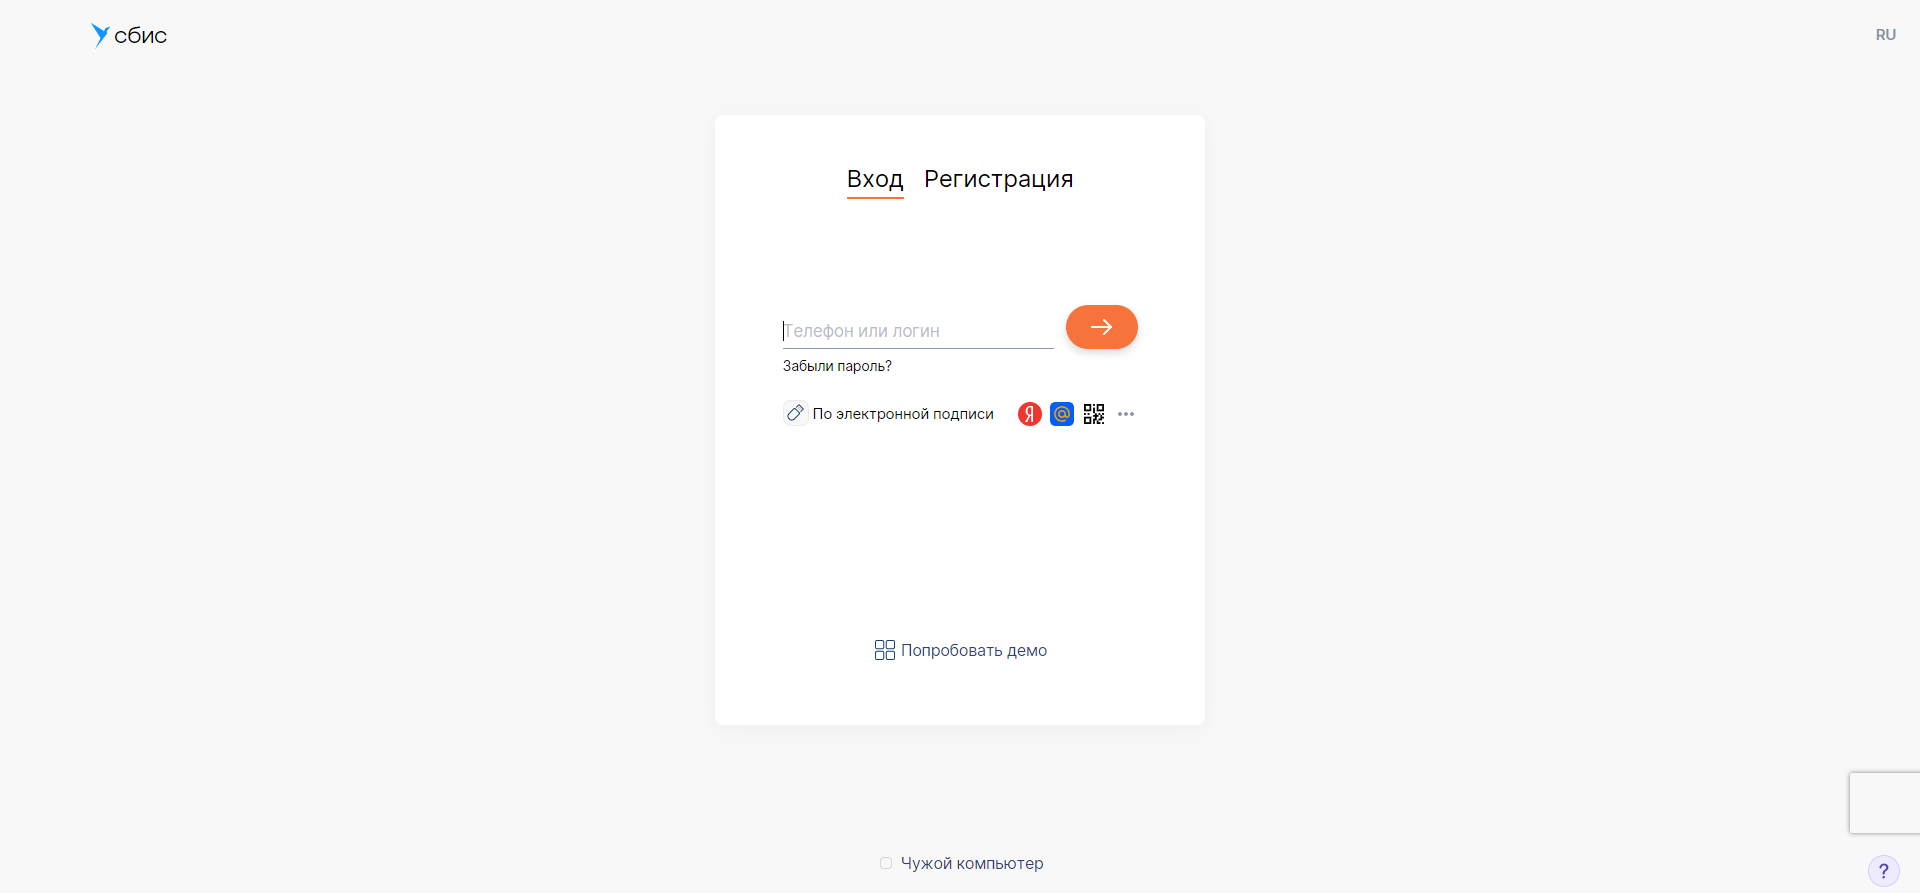 сбис
RU
Вход Регистрация
Телефон или логин
Забыли пароль?
По электронной подписи
Попробовать демо
Чужой компьютер
?